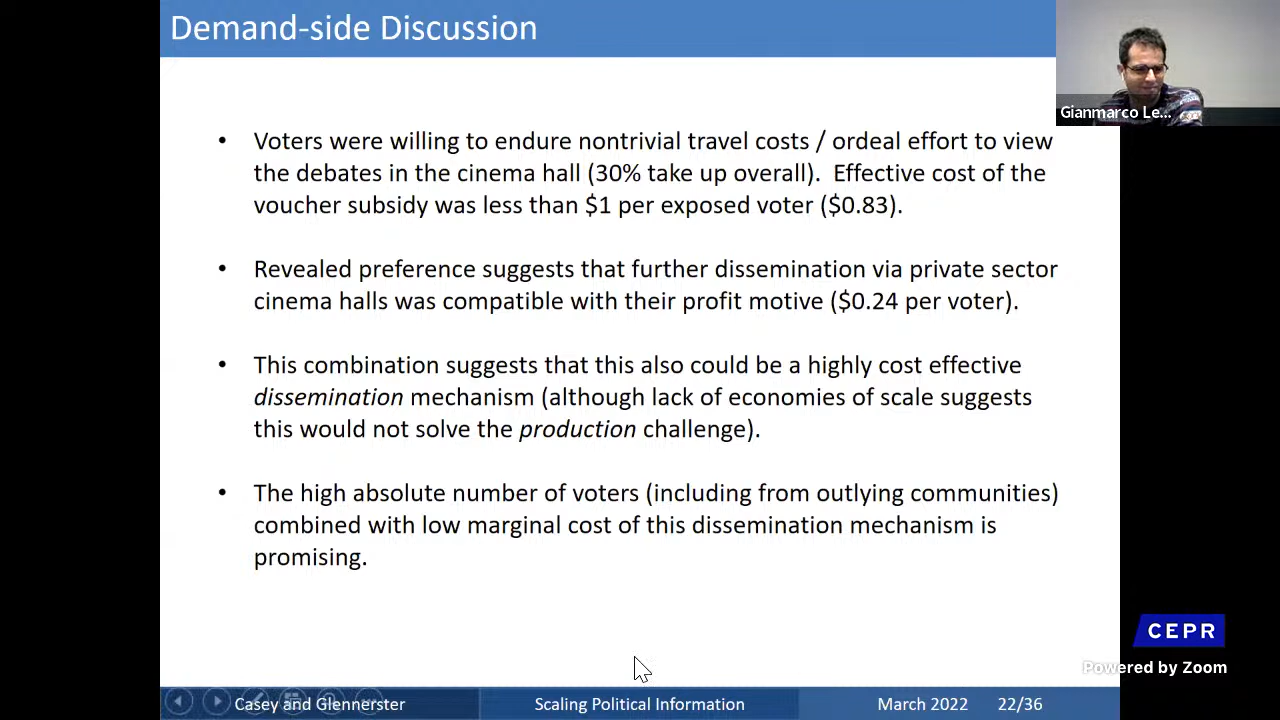 Demand-side Discussion
Gianmarco Le...
• Voters were willing to endure nontrivial travel costs / ordeal effort to view
the debates in the cinema hall (30% take up overall). Effective cost of the
voucher subsidy was less than $1 per exposed voter ($0.83).
• Revealed preference suggests that further dissemination via private sector
cinema halls was compatible with their profit motive ($0.24 per voter).
• This combination suggests that this also could be a highly cost effective
dissemination mechanism (although lack of economies of scale suggests
this would not solve the production challenge).
• The high absolute number of voters (including from outlying communities)
combined with low marginal cost of this dissemination mechanism is
promising.
CEPR
Powered by Zoom
Casey and Glennerster
Scaling Political Information
March 2022 22/36